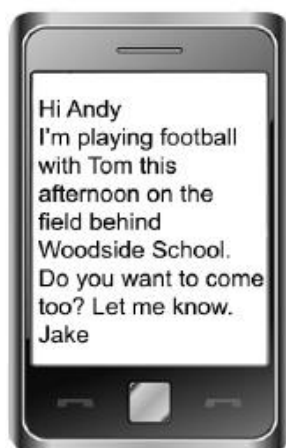 Hi Andy
I'm playing football
with Tom this
afternoon on the
field behind
Woodside School.
Do you want to come
too? Let me know.
Jake